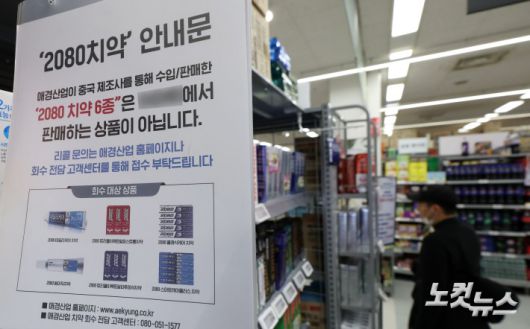 '2080치약' 안내문
애경산업이 중국 제조사를 통해 수입/판매한
'2080 치약 6종'은 에서
판매하는 상품이 아닙니다.
리콜 문의는 애경산업 홈페이지나
회수 전담 고객센터를 통해 접수 부탁드립니다
회수 대상 상품
■ 애경산업 홈페이지 : www.aekyung.co.kr
■ 애경산업 치약 회수 전담 고객센터 : 080-051-1577
노컷뉴스